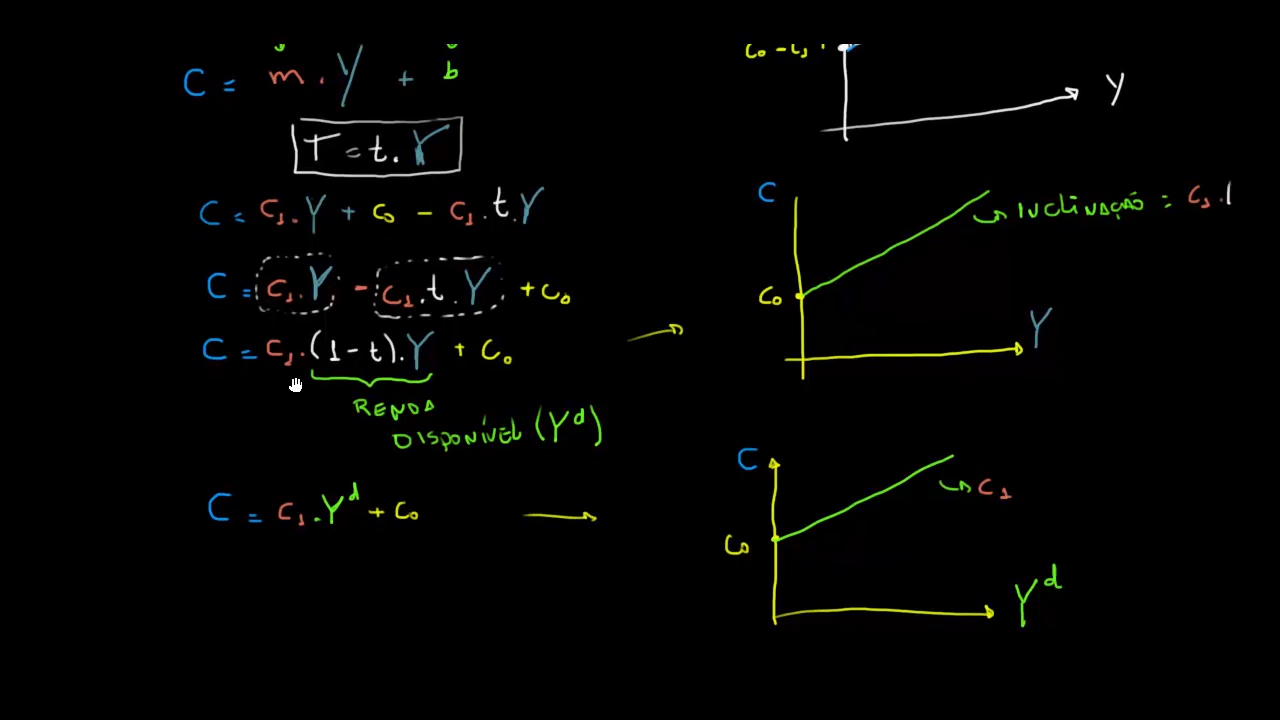 C = m . Y + b
T = t . Y
C = c₁ . Y + c₀ - c₁ . t . Y
C = c₁ . Y - c₁ . t . Y + c₀
C = c₁ . (1 - t) . Y + c₀
RENDA
DISPONÍVEL (Yᵈ)
C = c₁ . Yᵈ + c₀
Y
C
INCLINAÇÃO = c₁ . (
c₀
Y
C
c₁
c₀
Yᵈ